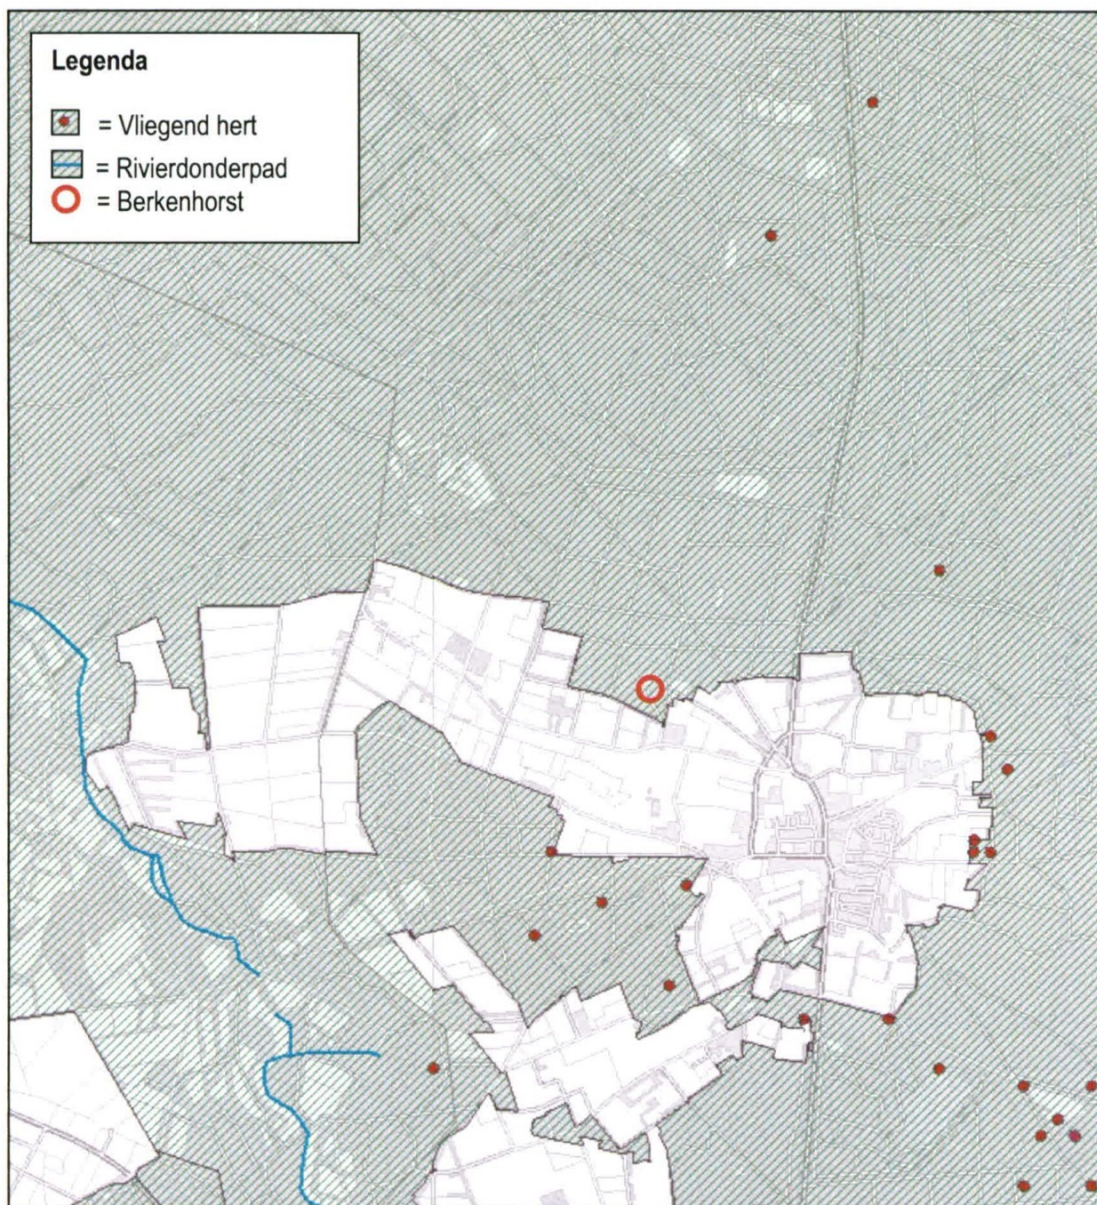 Legenda
= Vliegend hert
= Rivierdonderpad
= Berkenhorst